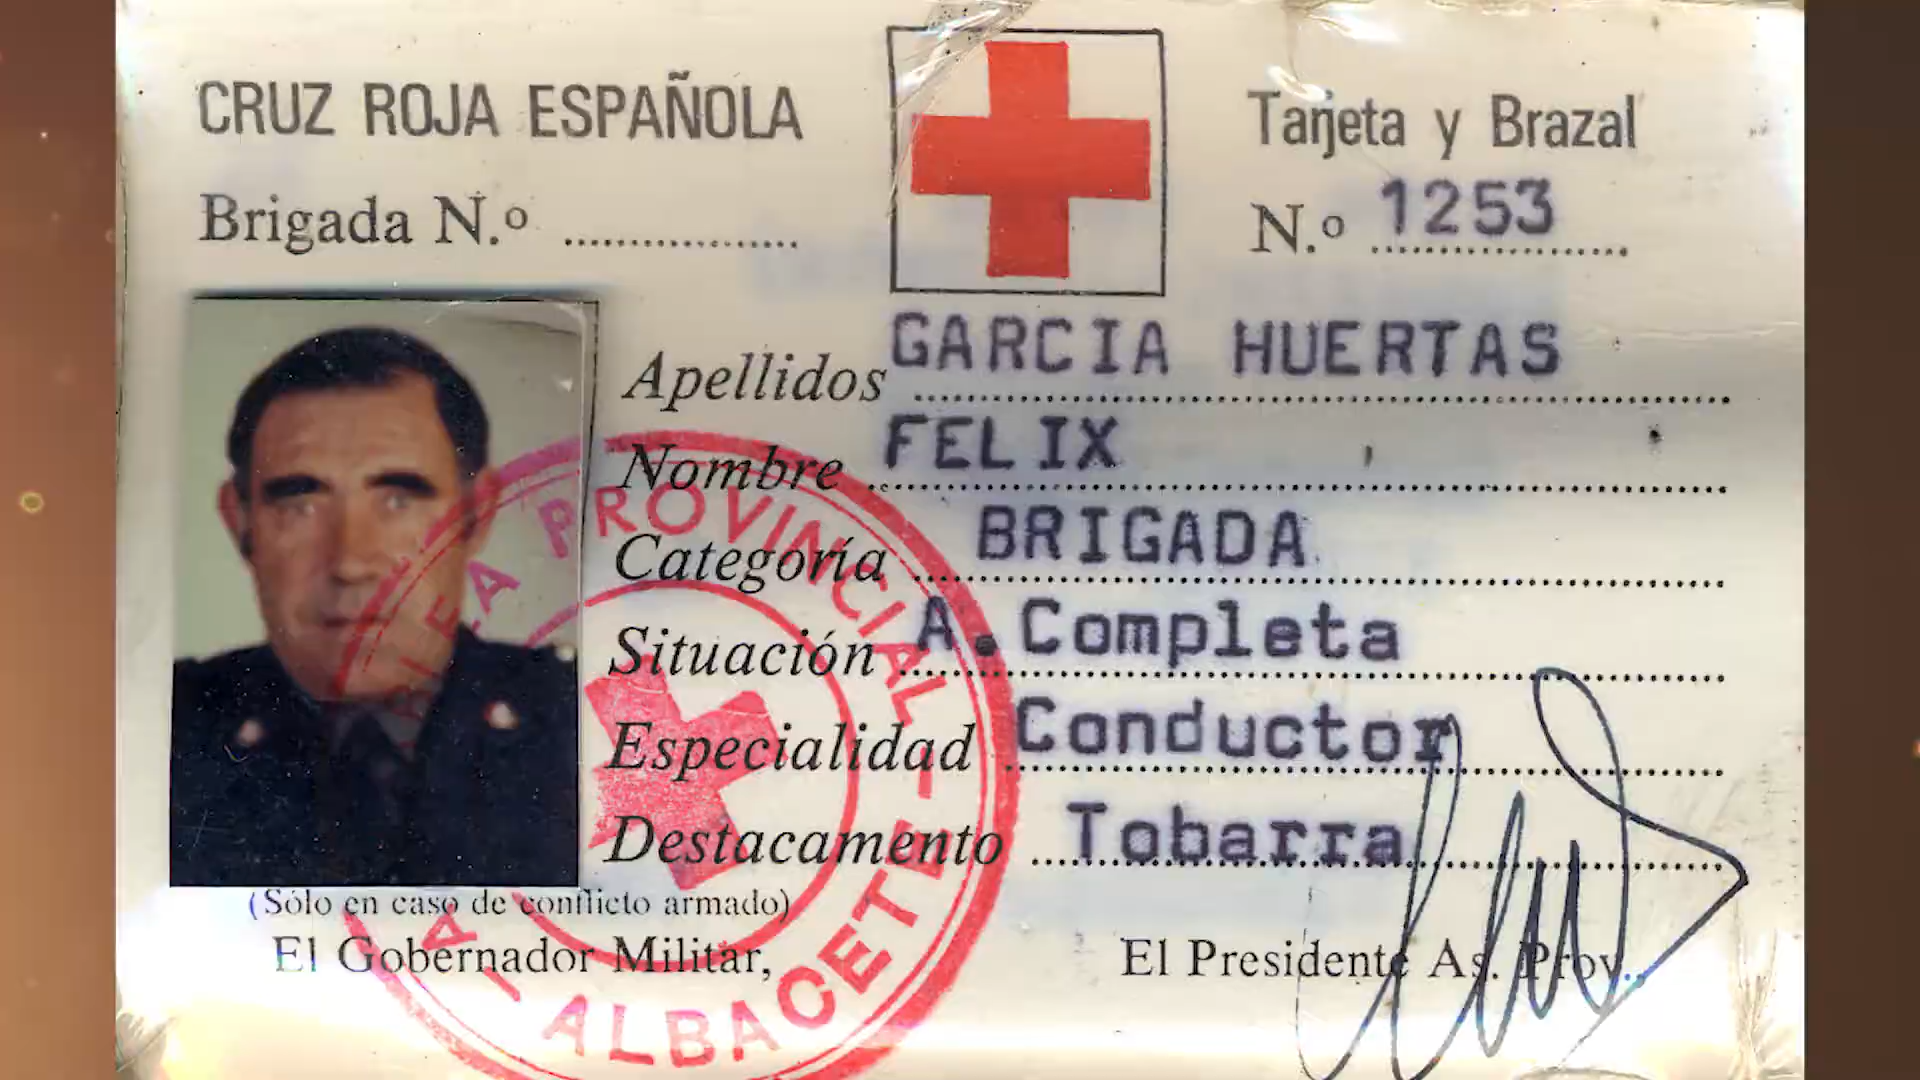 CRUZ ROJA ESPAÑOLA
Tarjeta y Brazal
Brigada N.º
N.º 1253
Apellidos GARCIA HUERTAS
Nombre FELIX
Categoría BRIGADA
Situación A. Completa
Especialidad Conductor
Destacamento Tobarra
(Sólo en caso de conflicto armado)
El Gobernador Militar,
El Presidente As. Prov.
PROVINCIAL
ALBACETE